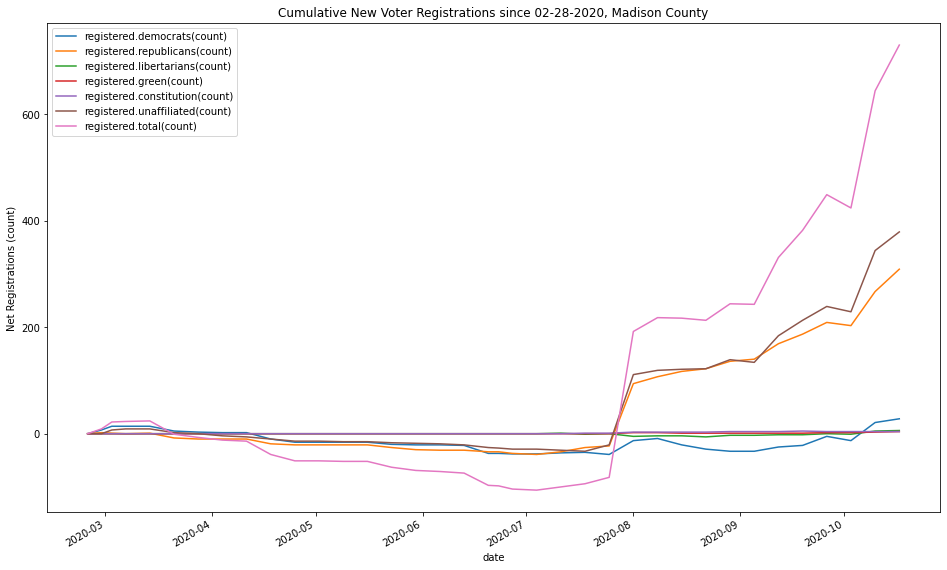 Cumulative New Voter Registrations since 02-28-2020, Madison County
registered.democrats(count)
registered.republicans(count)
registered.libertarians(count)
registered.green(count)
registered.constitution(count)
registered.unaffiliated(count)
registered.total(count)
Net Registrations (count)
600
400
200
0
2020-03
2020-04
2020-05
2020-06
2020-07
2020-08
2020-09
2020-10
date